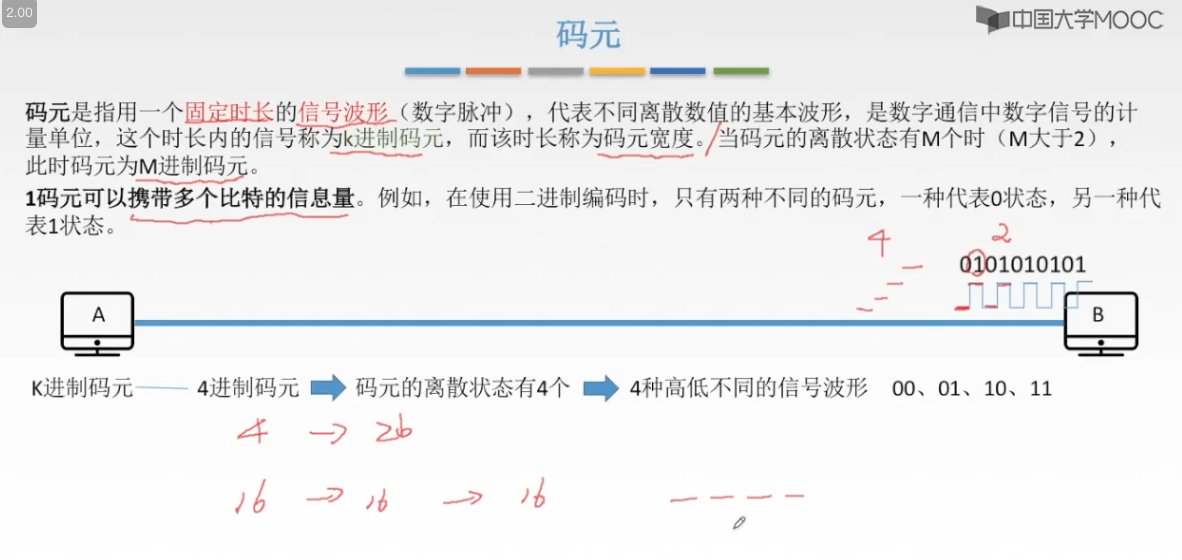 2.00
中国大学MOOC
码元
码元是指用一个固定时长的信号波形（数字脉冲），代表不同离散数值的基本波形，是数字通信中数字信号的计
量单位，这个时长内的信号称为k进制码元，而该时长称为码元宽度。当码元的离散状态有M个时（M大于2），
此时码元为M进制码元。
1码元可以携带多个比特的信息量。例如，在使用二进制编码时，只有两种不同的码元，一种代表0状态，另一种代
表1状态。
4 2
0101010101
A B
K进制码元 4进制码元 码元的离散状态有4个 4种高低不同的信号波形 00、01、10、11
4 → 2b
16 → 16 → 16